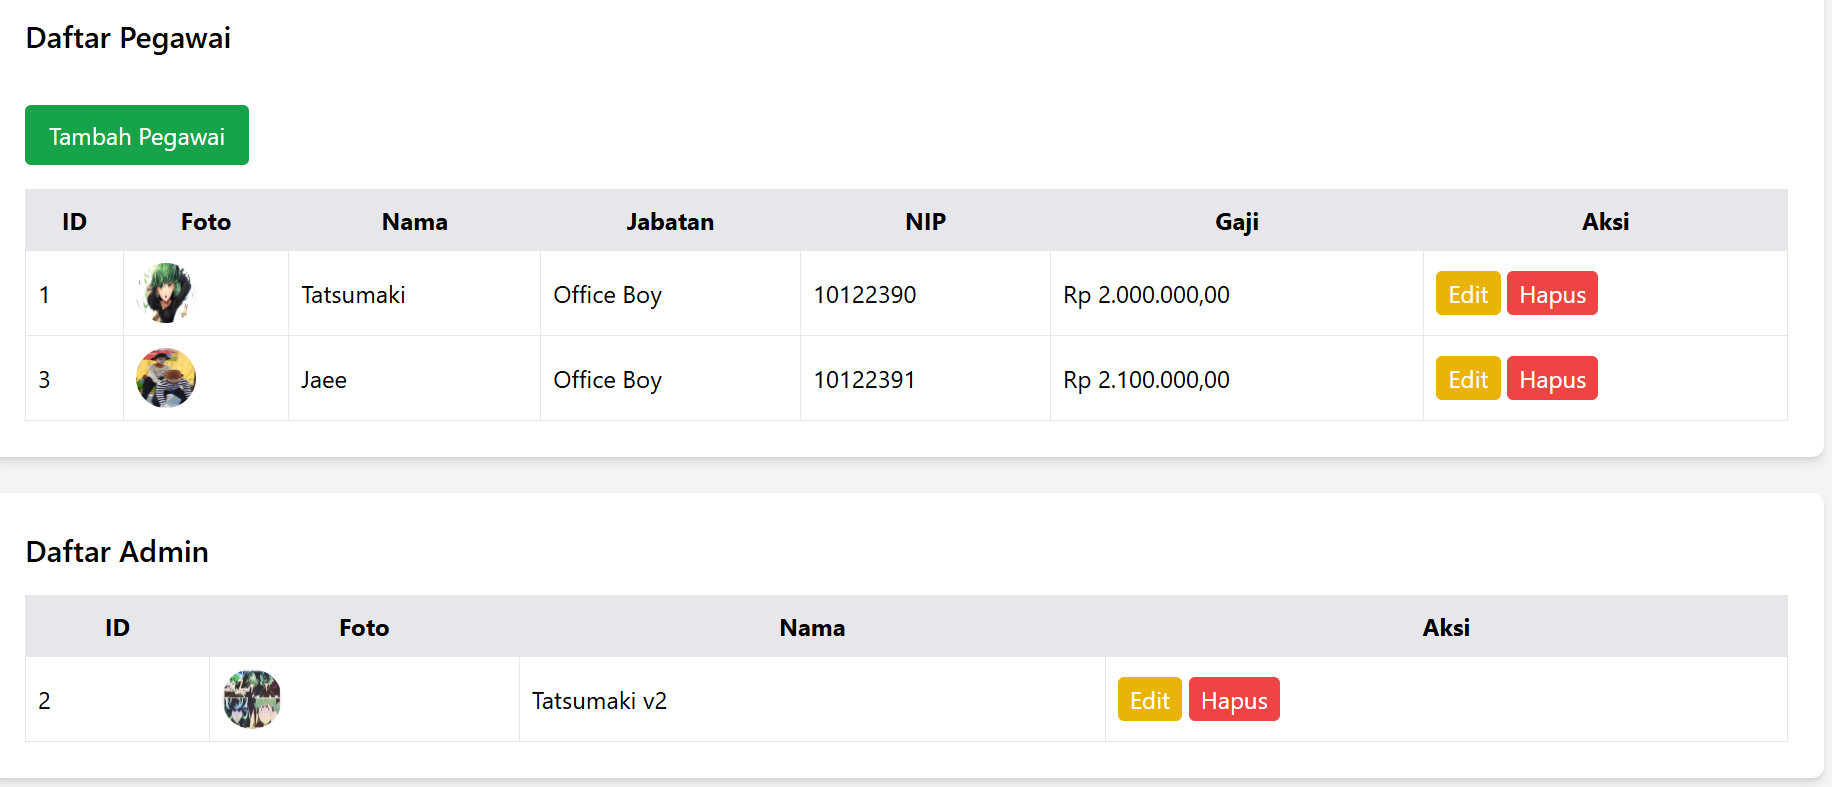 Daftar Pegawai
Tambah Pegawai
ID Foto Nama Jabatan NIP Gaji Aksi
1 Tatsumaki Office Boy 10122390 Rp 2.000.000,00 Edit Hapus
3 Jaee Office Boy 10122391 Rp 2.100.000,00 Edit Hapus
Daftar Admin
ID Foto Nama Aksi
2 Tatsumaki v2 Edit Hapus